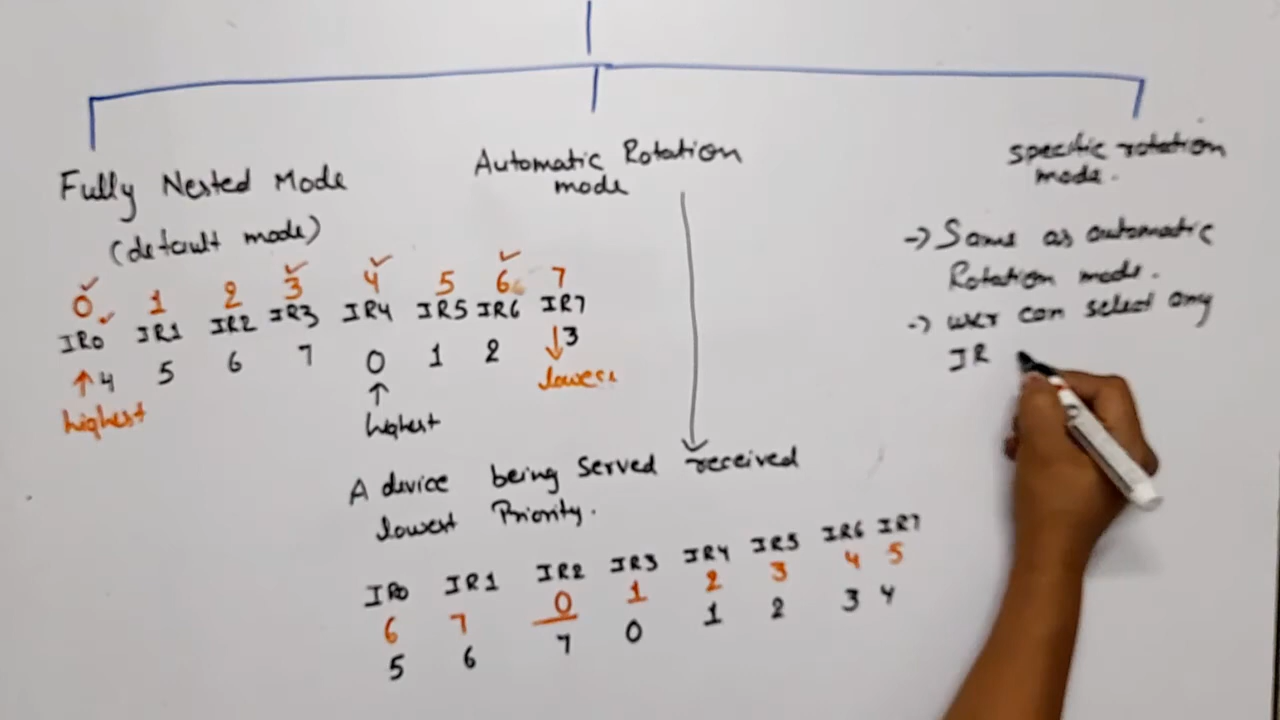 Fully Nested Mode
(default mode)
0 1 2 3 4 5 6 7
IR0 IR1 IR2 IR3 IR4 IR5 IR6 IR7
4 5 6 7 0 1 2 3
highest
highest
lowest
Automatic Rotation
mode
A device being served received
lowest Priority.
IR0 IR1 IR2 IR3 IR4 IR5 IR6 IR7
6 7 0 1 2 3 4 5
5 6 7 0 1 2 3 4
specific rotation
mode.
→ Same as automatic
Rotation mode.
→ user can select any
IR